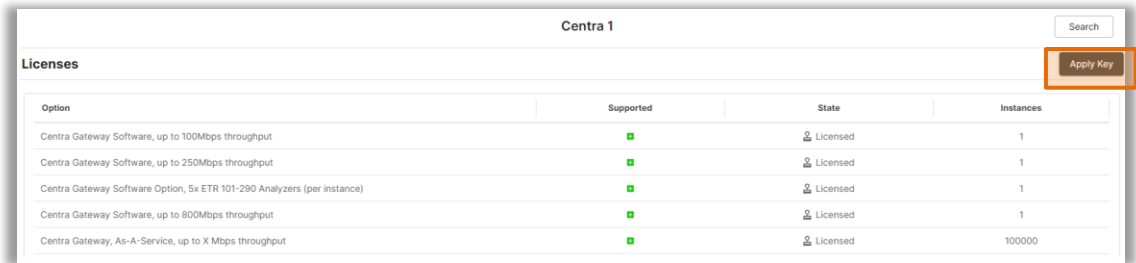 Centra 1
Search
Licenses
Apply Key
Option Supported State Instances
Centra Gateway Software, up to 100Mbps throughput Licensed 1
Centra Gateway Software, up to 250Mbps throughput Licensed 1
Centra Gateway Software Option, 5x ETR 101-290 Analyzers (per instance) Licensed 1
Centra Gateway Software, up to 800Mbps throughput Licensed 1
Centra Gateway, As-A-Service, up to X Mbps throughput Licensed 100000